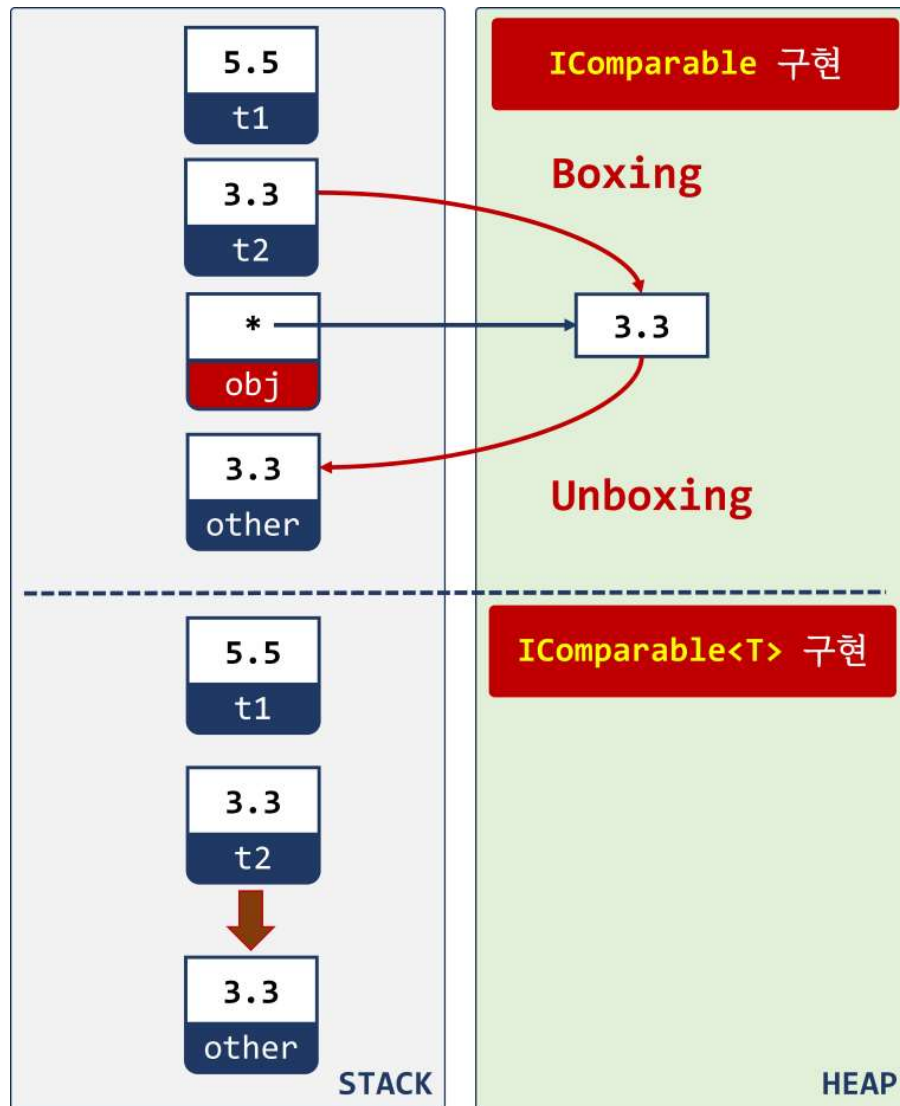 5.5
t1
IComparable 구현
Boxing
3.3
t2
*
obj
3.3
3.3
other
Unboxing
5.5
t1
IComparable<T> 구현
3.3
t2
3.3
other
STACK
HEAP